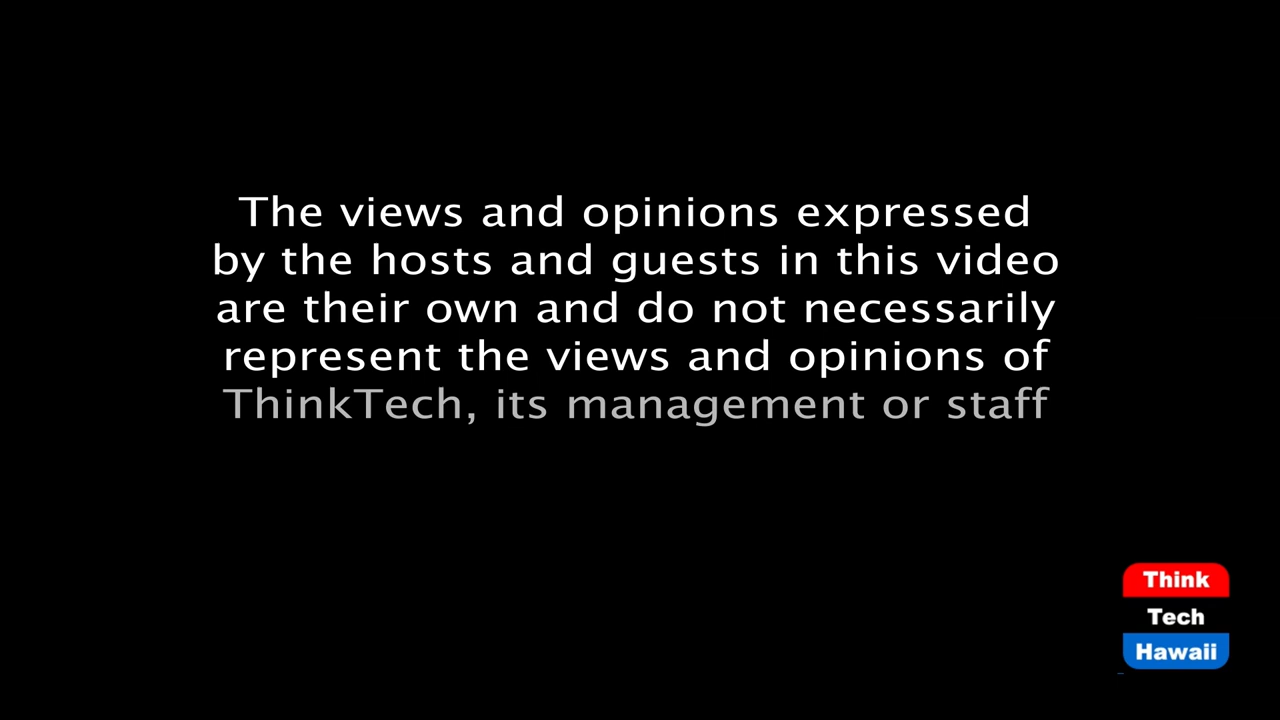 The views and opinions expressed
by the hosts and guests in this video
are their own and do not necessarily
represent the views and opinions of
ThinkTech, its management or staff
Think
Tech
Hawaii